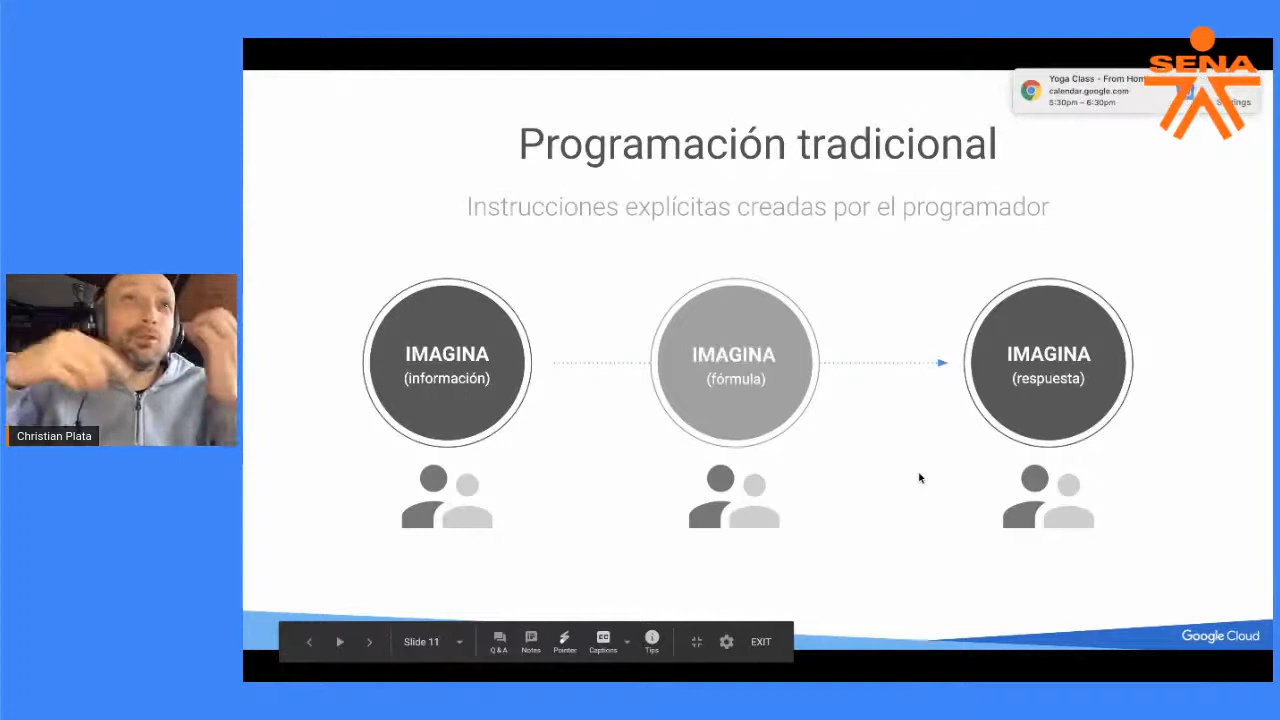 Yoga Class - From Hom
calendar.google.com
5:30pm – 6:30pm
SENA
Programación tradicional
Instrucciones explícitas creadas por el programador
IMAGINA
(información)
IMAGINA
(fórmula)
IMAGINA
(respuesta)
Christian Plata
Slide 11
Q&A
Notes
Pointer
Captions
CC
Tips
EXIT
Google Cloud